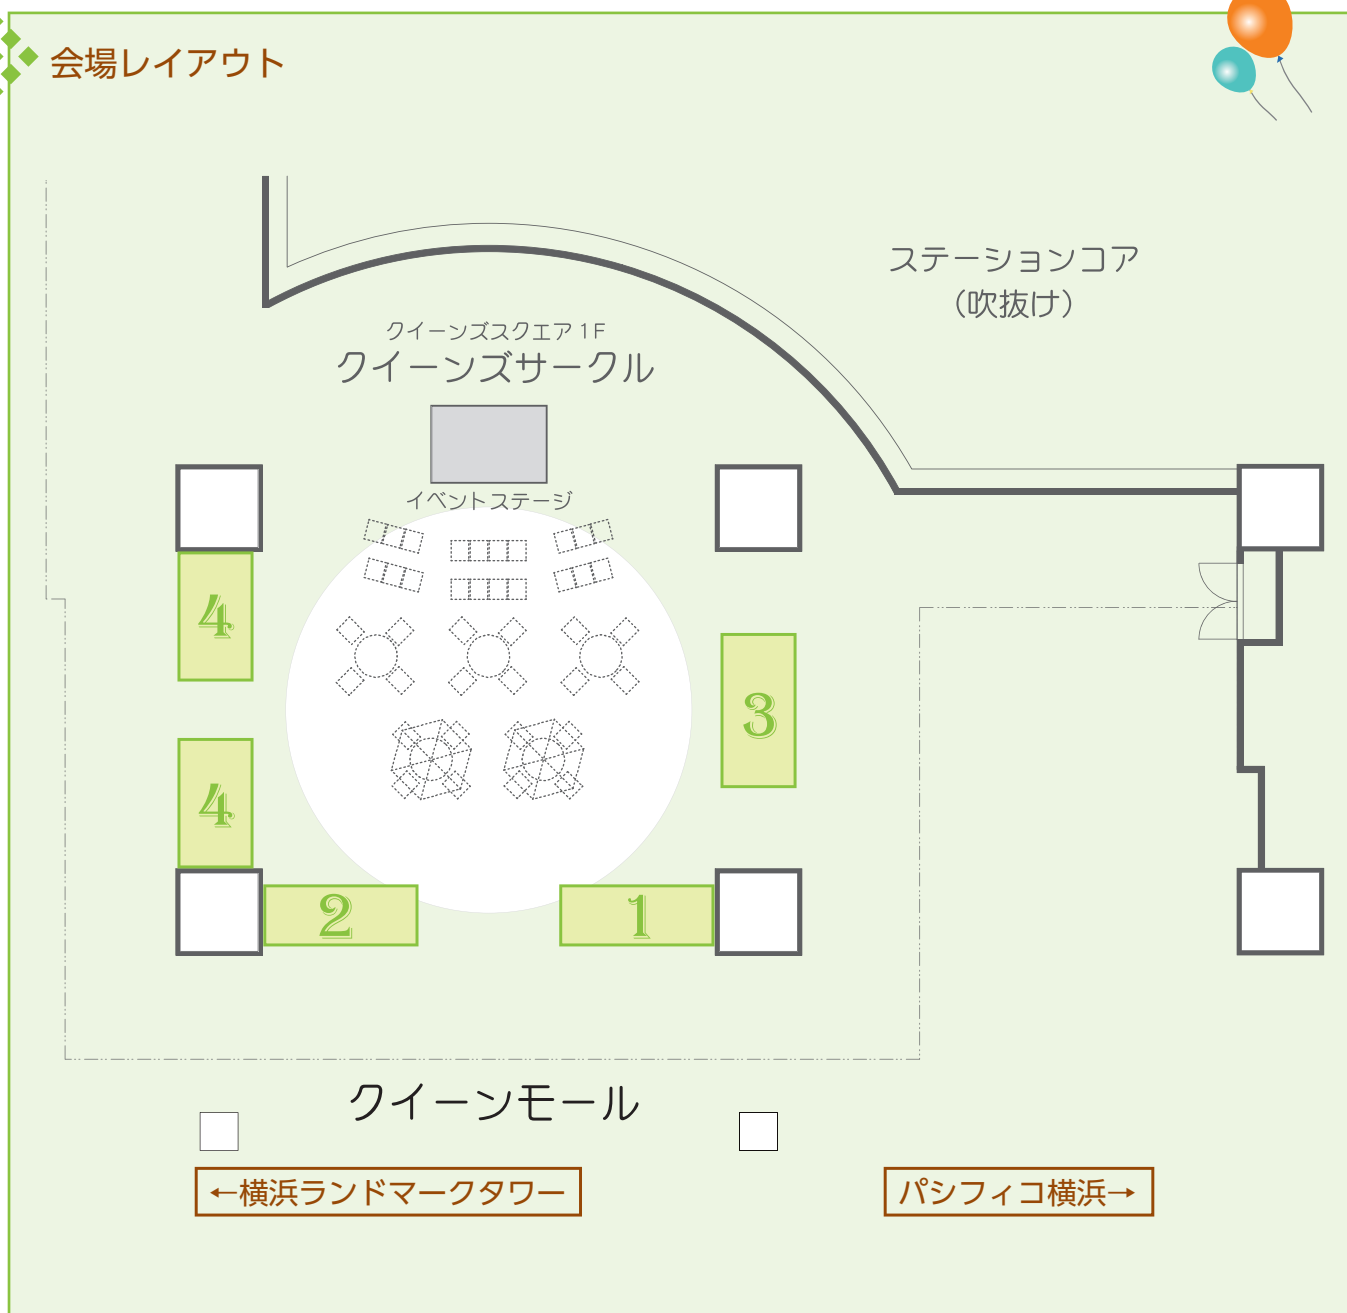 会場レイアウト
ステーションコア
（吹抜け）
クイーンズスクエア1F
クイーンズサークル
イベントステージ
4
3
4
2
1
クイーンモール
←横浜ランドマークタワー
パシフィコ横浜→